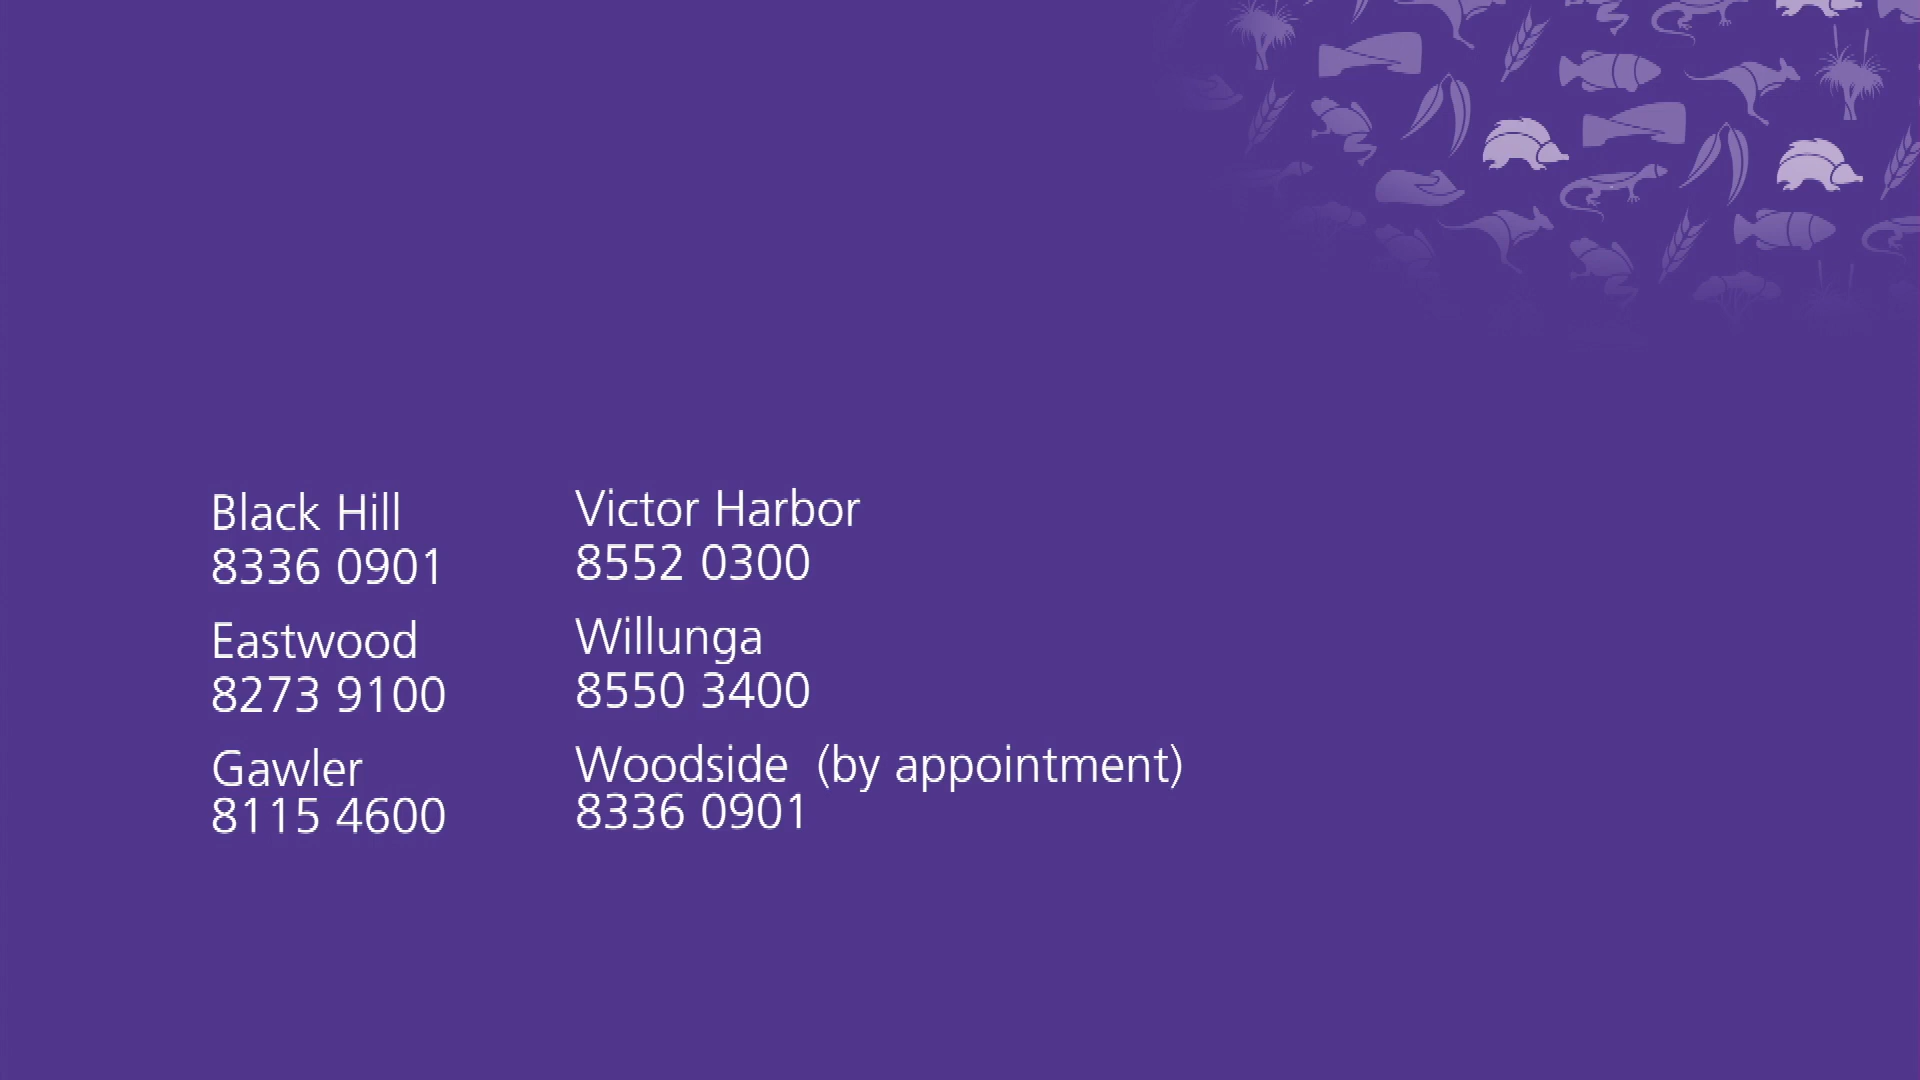 Black Hill
8336 0901
Eastwood
8273 9100
Gawler
8115 4600
Victor Harbor
8552 0300
Willunga
8550 3400
Woodside  (by appointment)
8336 0901